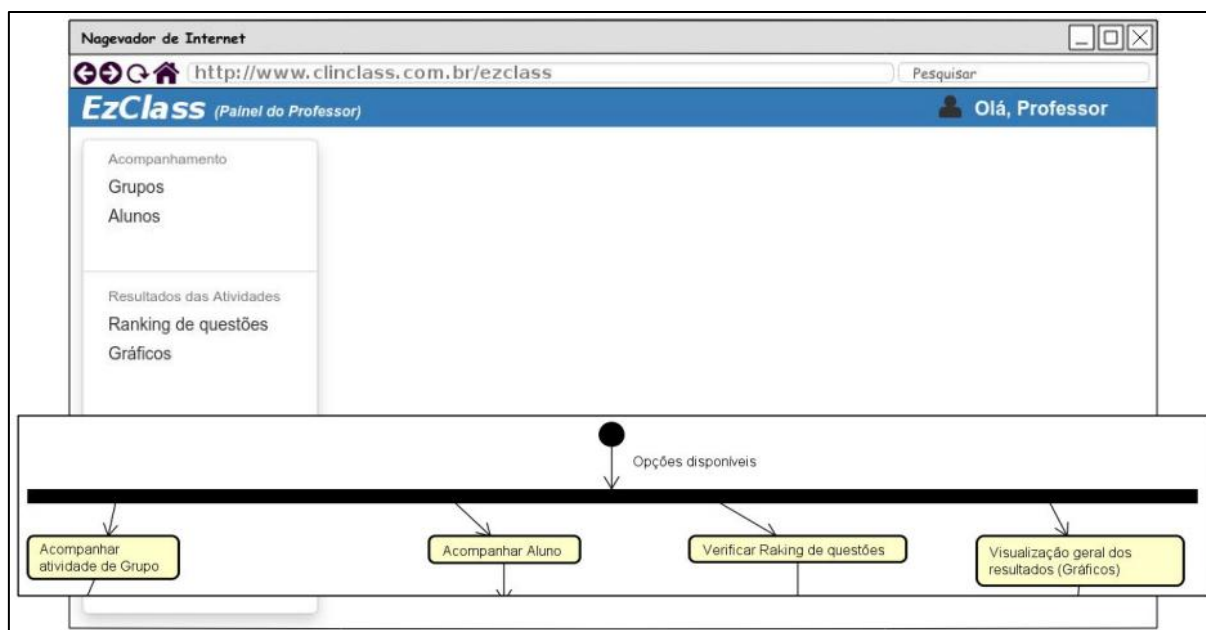 Nagevador de Internet
http://www.clinclass.com.br/ezclass
Pesquisar
EzClass (Painel do Professor)
Olá, Professor
Acompanhamento
Grupos
Alunos
Resultados das Atividades
Ranking de questões
Gráficos
Opções disponíveis
Acompanhar
atividade de Grupo
Acompanhar Aluno
Verificar Raking de questões
Visualização geral dos
resultados (Gráficos)